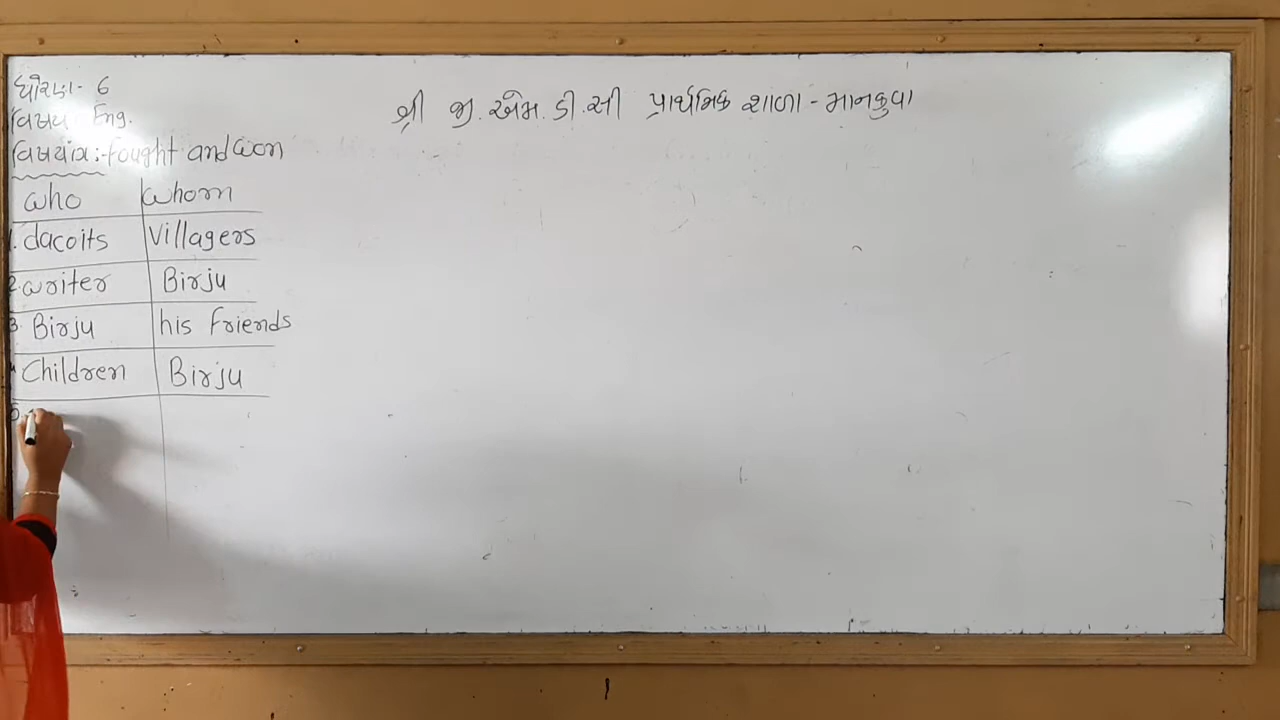 ધોરણ- 6
શ્રી જી.એમ.ડી.સી પ્રાથમિક શાળા - માનકુવા
વિષય Eng.
વિષયાંગ :- Fought and won
who whom
1. dacoits Villagers
2. writer Birju
3. Birju his friends
4. Children Birju
5